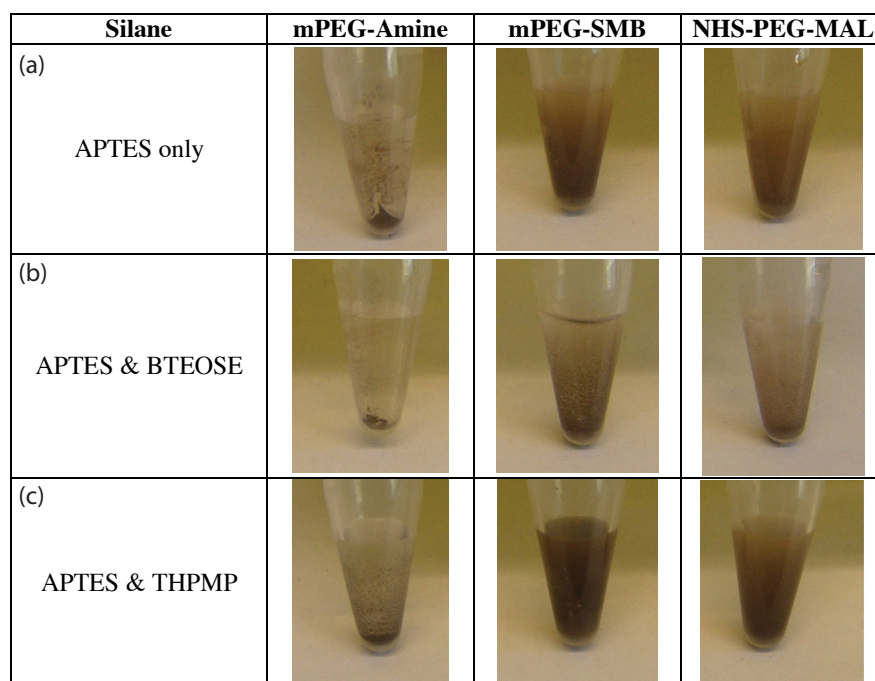 Silane mPEG-Amine mPEG-SMB NHS-PEG-MAL
(a)
APTES only
(b)
APTES & BTEOSE
(c)
APTES & THPMP